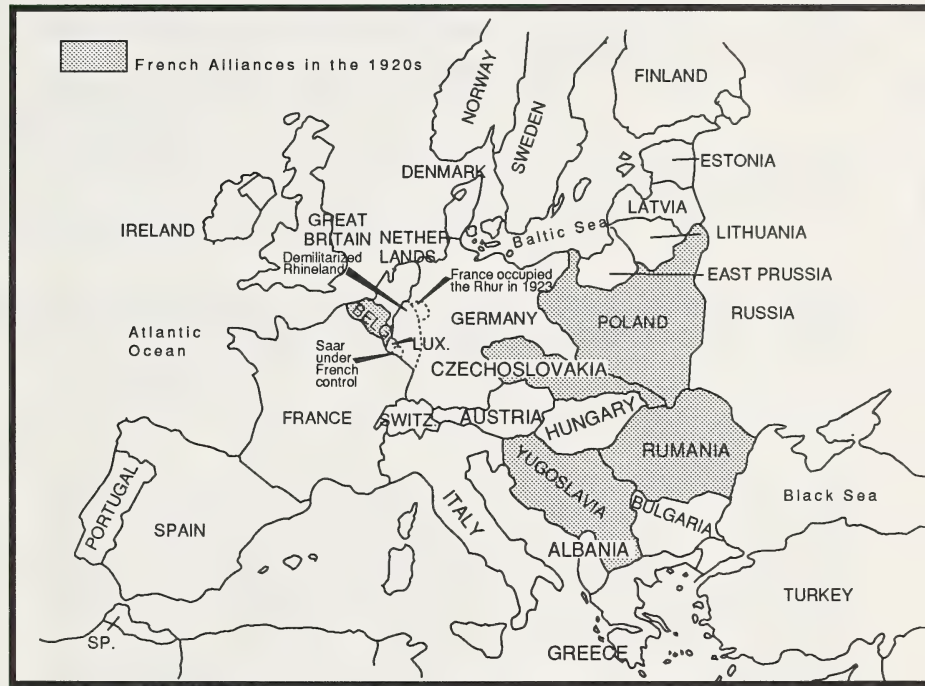 French Alliances in the 1920s
NORWAY
SWEDEN
FINLAND
ESTONIA
DENMARK
LATVIA
IRELAND
GREAT
BRITAIN
NETHER
LANDS
Baltic Sea
LITHUANIA
Demilitarized
Rhineland
France occupied
the Rhur in 1923
EAST PRUSSIA
RUSSIA
BELG
GERMANY
POLAND
Atlantic
Ocean
LUX.
Saar
under
French
control
CZECHOSLOVAKIA
FRANCE
SWITZ.
AUSTRIA
HUNGARY
RUMANIA
YUGOSLAVIA
PORTUGAL
SPAIN
ITALY
BULGARIA
Black Sea
ALBANIA
TURKEY
SP.
GREECE